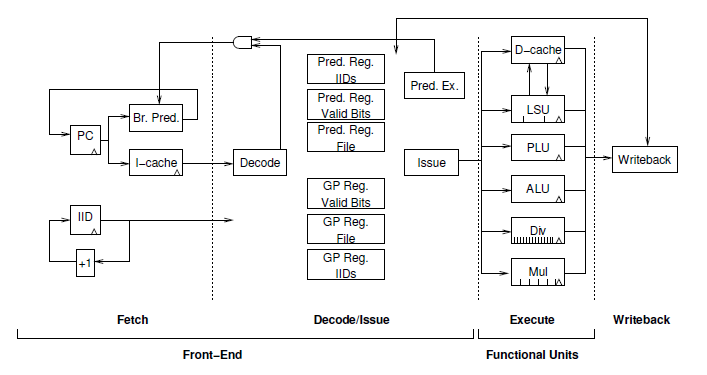 Pred. Reg.
IIDs
Pred. Reg.
Valid Bits
Pred. Reg.
File
Pred. Ex.
D-cache
Br. Pred.
LSU
PC
PLU
I-cache
Decode
Issue
Writeback
GP Reg.
Valid Bits
ALU
IID
GP Reg.
File
Div
+1
GP Reg.
IIDs
Mul
Fetch
Decode/Issue
Execute
Writeback
Front-End
Functional Units